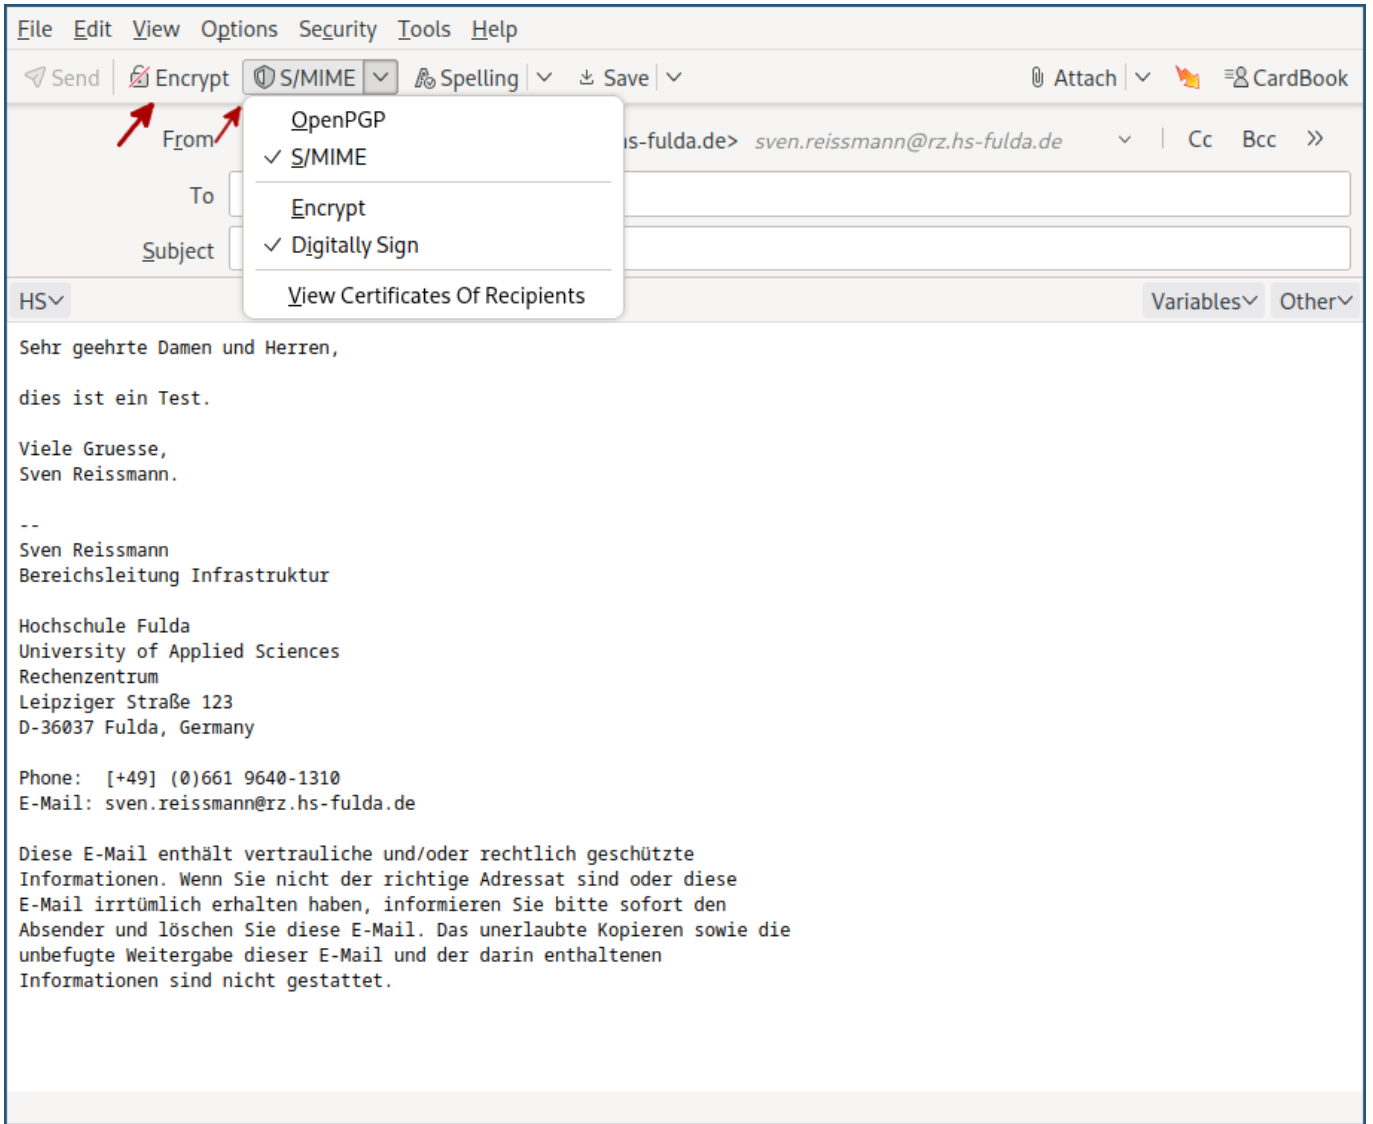 File Edit View Options Security Tools Help
Send Encrypt S/MIME Spelling Save Attach CardBook
OpenPGP
From s-fulda.de> sven.reissmann@rz.hs-fulda.de Cc Bcc
S/MIME
To
Encrypt
Digitally Sign
Subject
View Certificates Of Recipients
HS Variables Other
Sehr geehrte Damen und Herren,
dies ist ein Test.
Viele Gruesse,
Sven Reissmann.
--
Sven Reissmann
Bereichsleitung Infrastruktur
Hochschule Fulda
University of Applied Sciences
Rechenzentrum
Leipziger Straße 123
D-36037 Fulda, Germany
Phone: [+49] (0)661 9640-1310
E-Mail: sven.reissmann@rz.hs-fulda.de
Diese E-Mail enthält vertrauliche und/oder rechtlich geschützte
Informationen. Wenn Sie nicht der richtige Adressat sind oder diese
E-Mail irrtümlich erhalten haben, informieren Sie bitte sofort den
Absender und löschen Sie diese E-Mail. Das unerlaubte Kopieren sowie die
unbefugte Weitergabe dieser E-Mail und der darin enthaltenen
Informationen sind nicht gestattet.